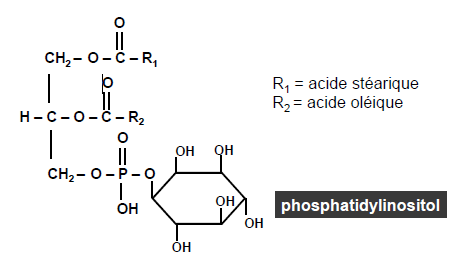 O
CH2– O – C – R1
O
H – C – O – C – R2
O
CH2– O – P – O
OH
OH
OH
OH
OH
OH
R1 = acide stéarique
R2 = acide oléique
phosphatidylinositol